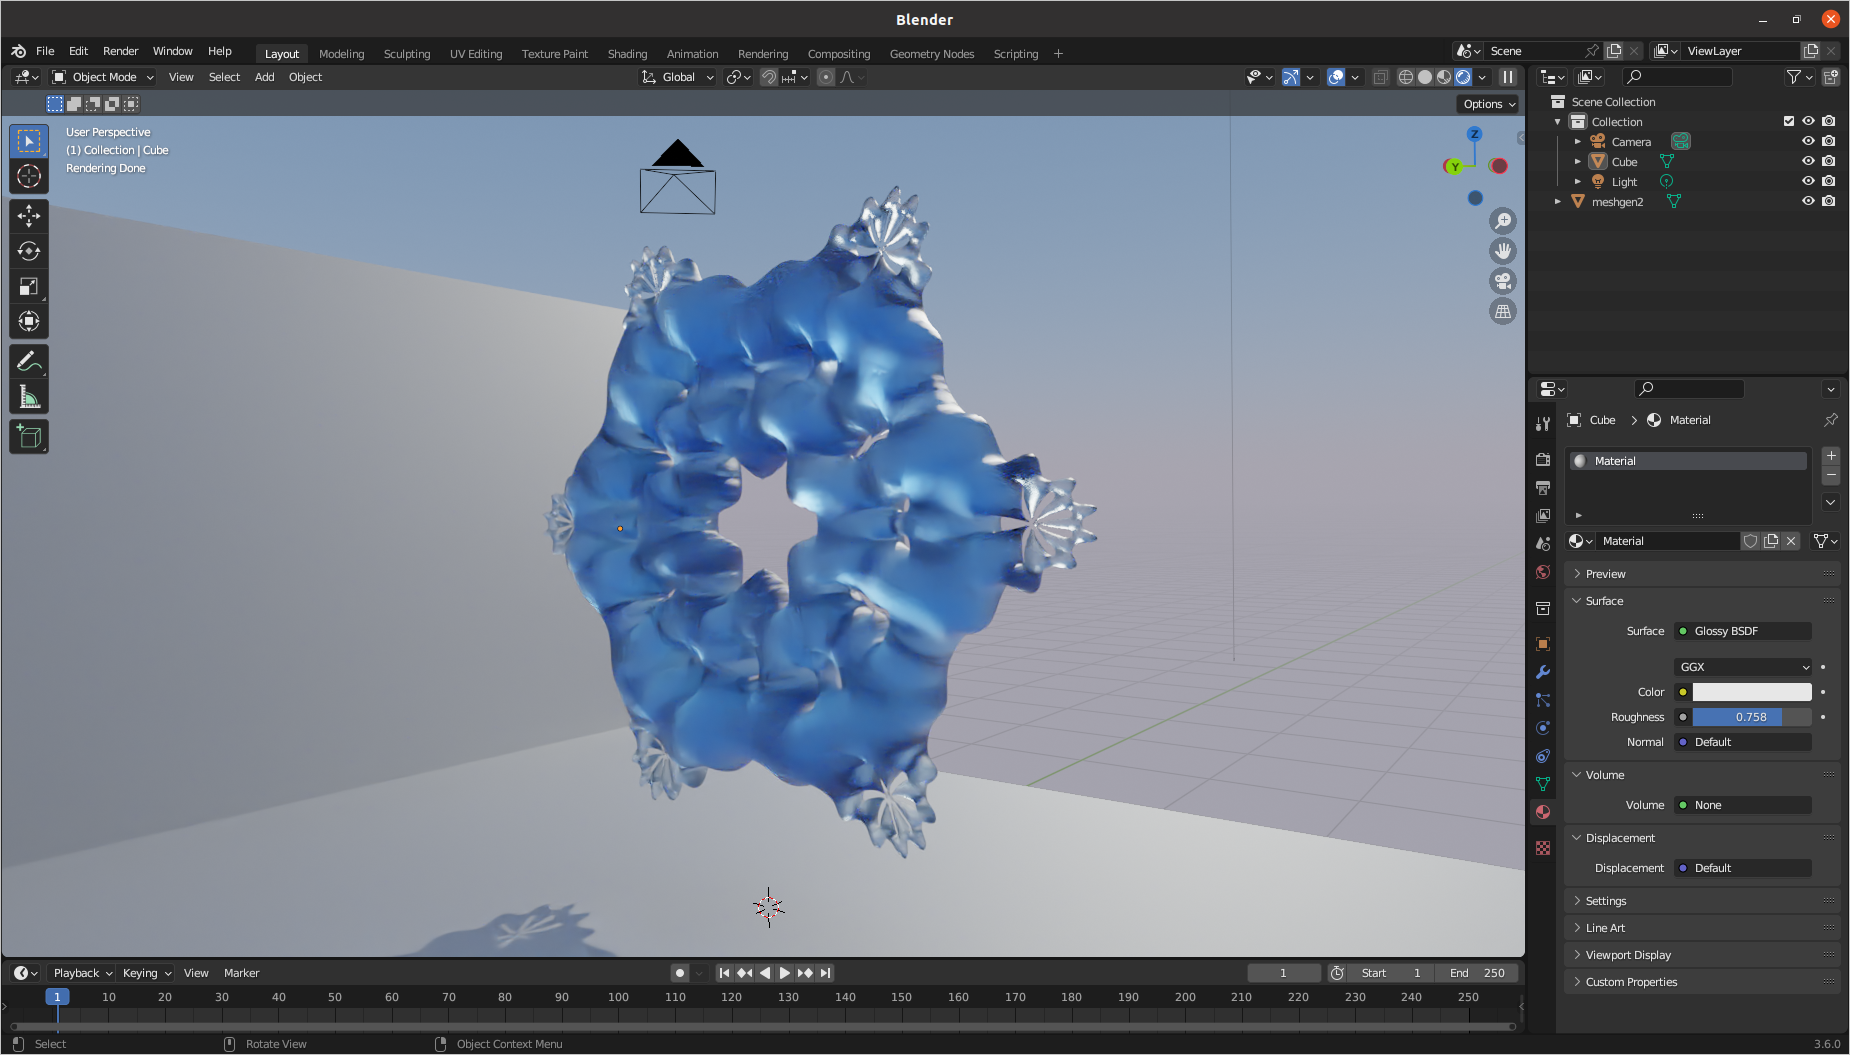 Blender
File Edit Render Window Help Layout Modeling Sculpting UV Editing Texture Paint Shading Animation Rendering Compositing Geometry Nodes Scripting + Scene ViewLayer
Object Mode View Select Add Object Global
Options
User Perspective
(1) Collection | Cube
Rendering Done
Z
Y
Scene Collection
Collection
Camera
Cube
Light
meshgen2
Cube > Material
Material
Material
Preview
Surface
Surface Glossy BSDF
GGX
Color
Roughness 0.758
Normal Default
Volume
Volume None
Displacement
Displacement Default
Settings
Line Art
Viewport Display
Custom Properties
Playback Keying View Marker 1 Start 1 End 250
1 10 20 30 40 50 60 70 80 90 100 110 120 130 140 150 160 170 180 190 200 210 220 230 240 250
Select Rotate View Object Context Menu 3.6.0